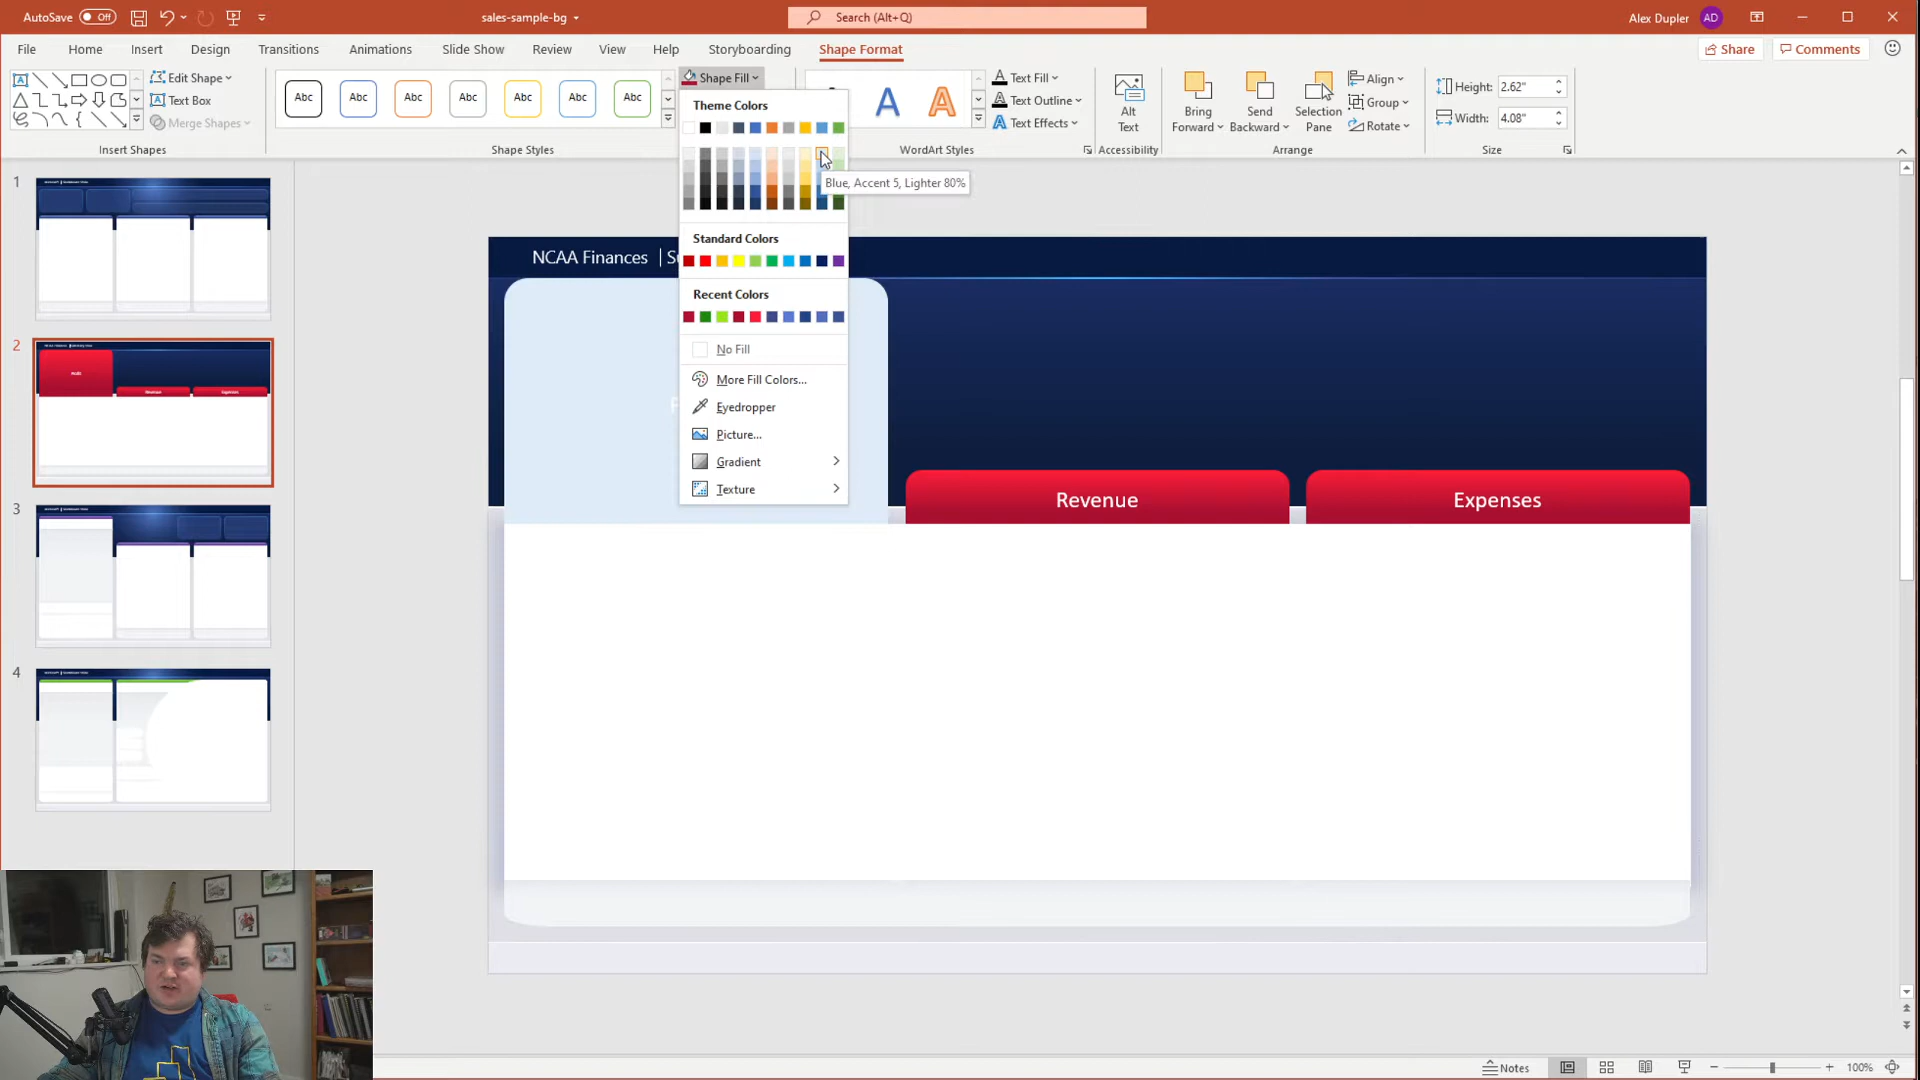 AutoSave Off
sales-sample-bg
Search (Alt+Q)
Alex Dupler AD
File Home Insert Design Transitions Animations Slide Show Review View Help Storyboarding Shape Format
Share Comments
Edit Shape
Text Box
Merge Shapes
Insert Shapes
Abc Abc Abc Abc Abc Abc Abc
Shape Styles
Shape Fill
Theme Colors
Blue, Accent 5, Lighter 80%
Standard Colors
Recent Colors
No Fill
More Fill Colors...
Eyedropper
Picture...
Gradient
Texture
A A
Text Fill
Text Outline
Text Effects
WordArt Styles
Alt Text
Accessibility
Bring Forward
Send Backward
Selection Pane
Align
Group
Rotate
Arrange
Height: 2.62"
Width: 4.08"
Size
1
2
Revenue
Expenses
3
4
NCAA Finances | Su
F
Revenue
Expenses
Notes
100%